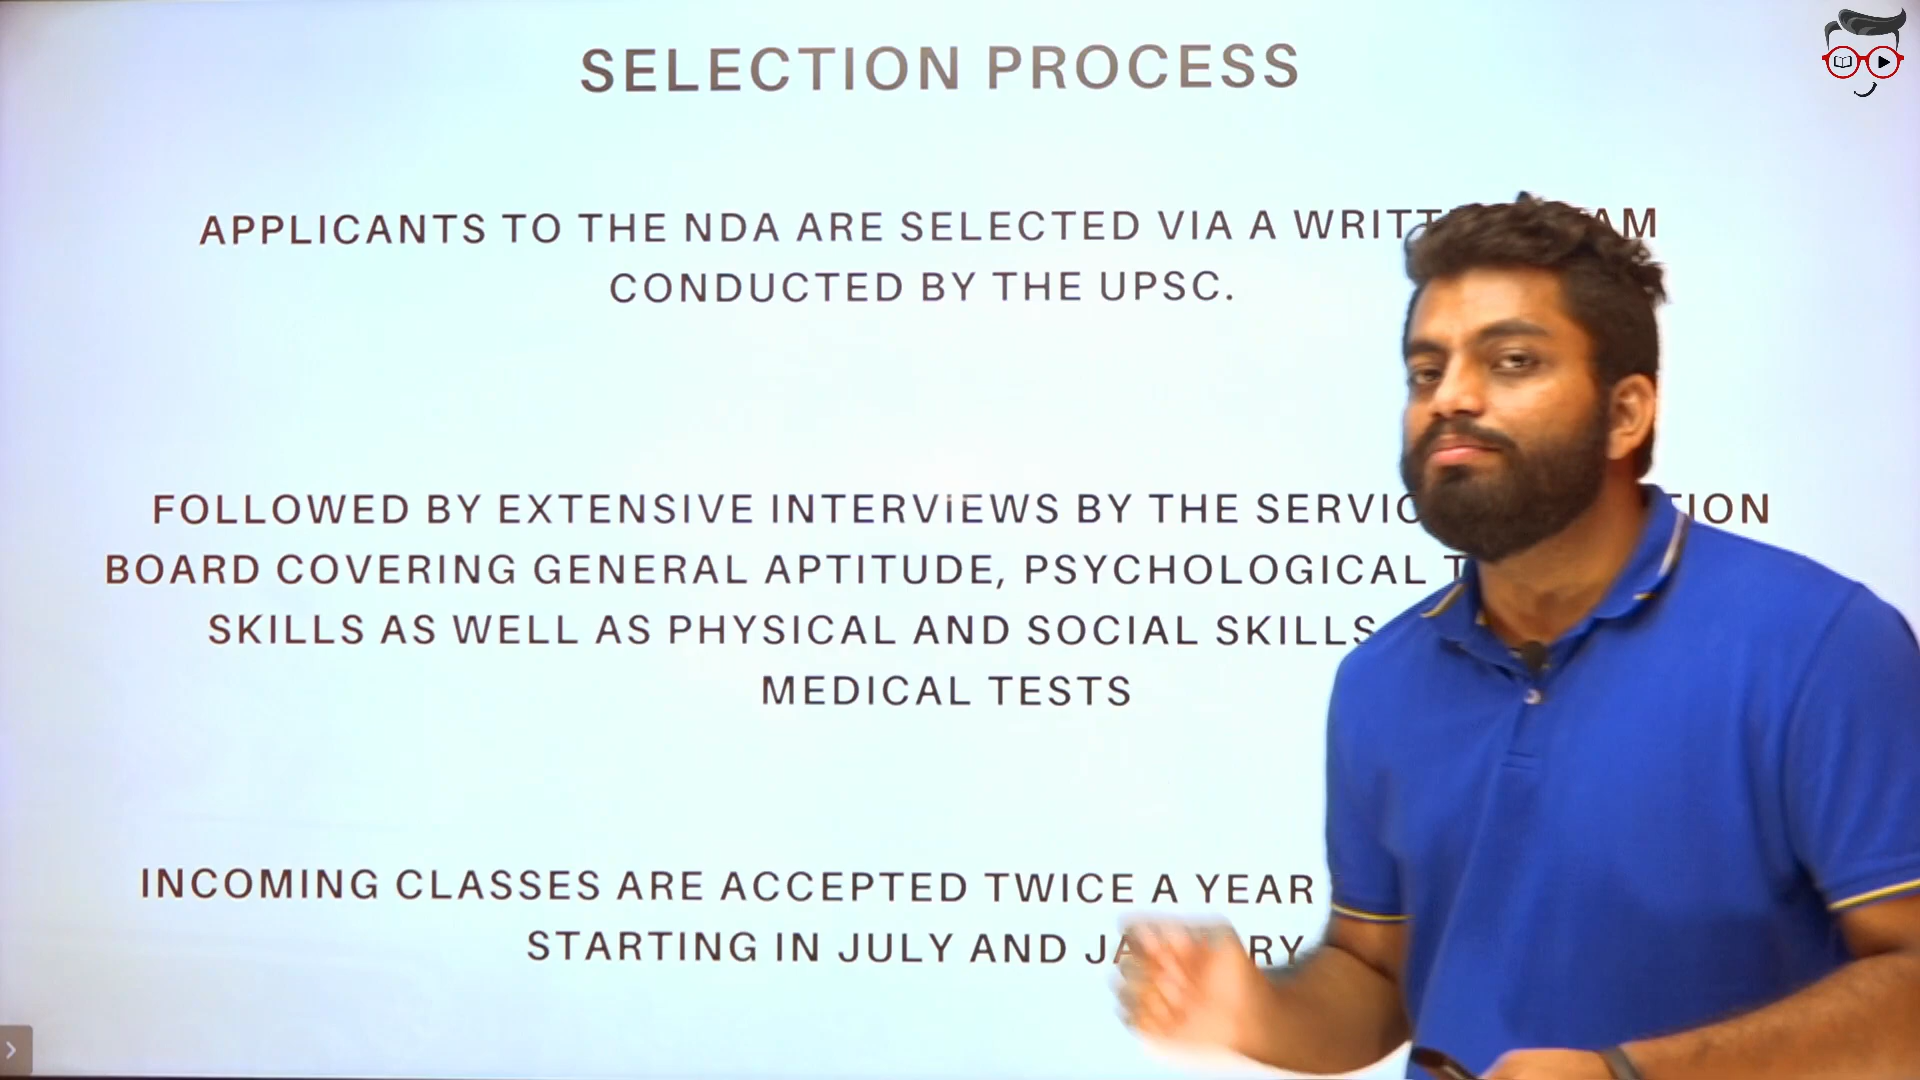 SELECTION PROCESS
APPLICANTS TO THE NDA ARE SELECTED VIA A
CONDUCTED BY THE UPSC.
FOLLOWED BY EXTENSIVE INTERVIEWS BY THE
BOARD COVERING GENERAL APTITUDE, PSYCHOLOGICAL
SKILLS AS WELL AS PHYSICAL AND SOCIAL SKILLS
MEDICAL TESTS
INCOMING CLASSES ARE ACCEPTED TWICE A YEAR
STARTING IN JULY AND